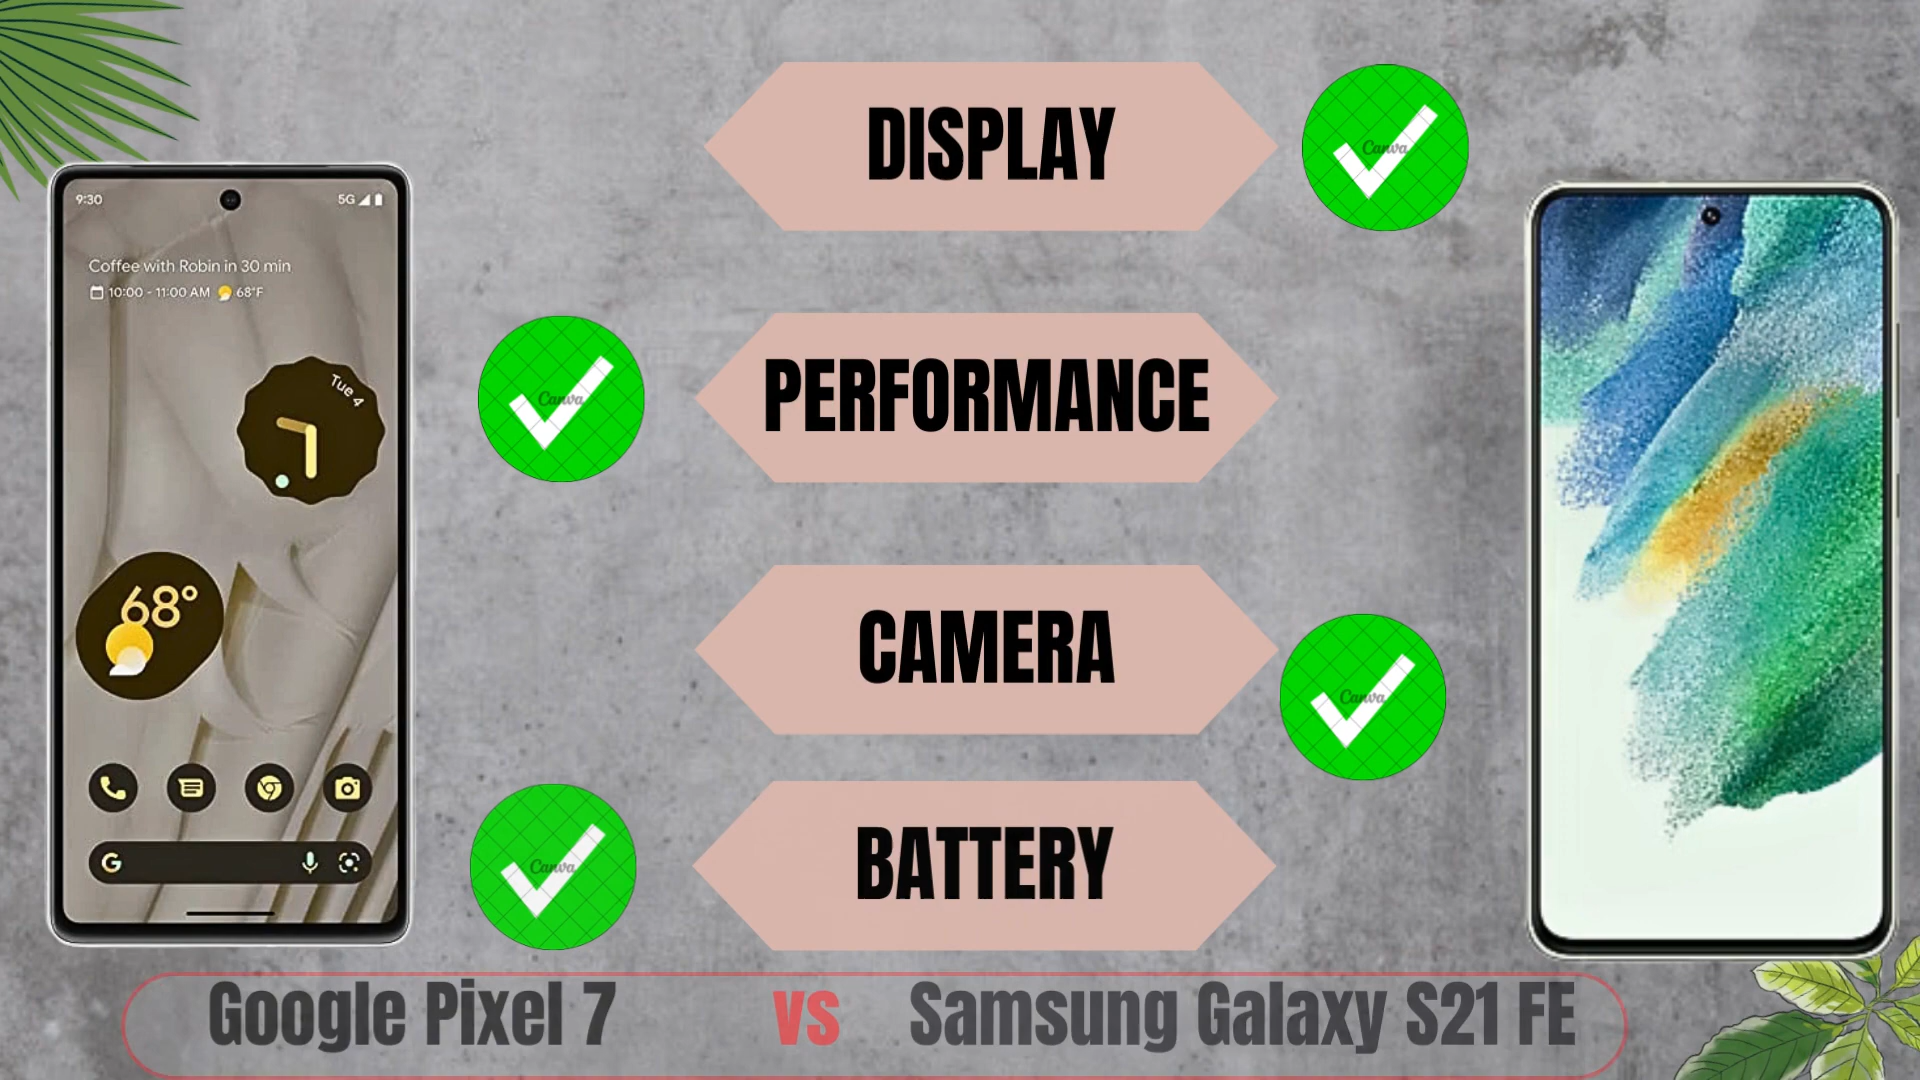 DISPLAY
Canva
9:30
5G
Coffee with Robin in 30 min
10:00 - 11:00 AM 68°F
PERFORMANCE
Canva
Tue 4
68°
CAMERA
Canva
BATTERY
Canva
G
Google Pixel 7 vs Samsung Galaxy S21 FE